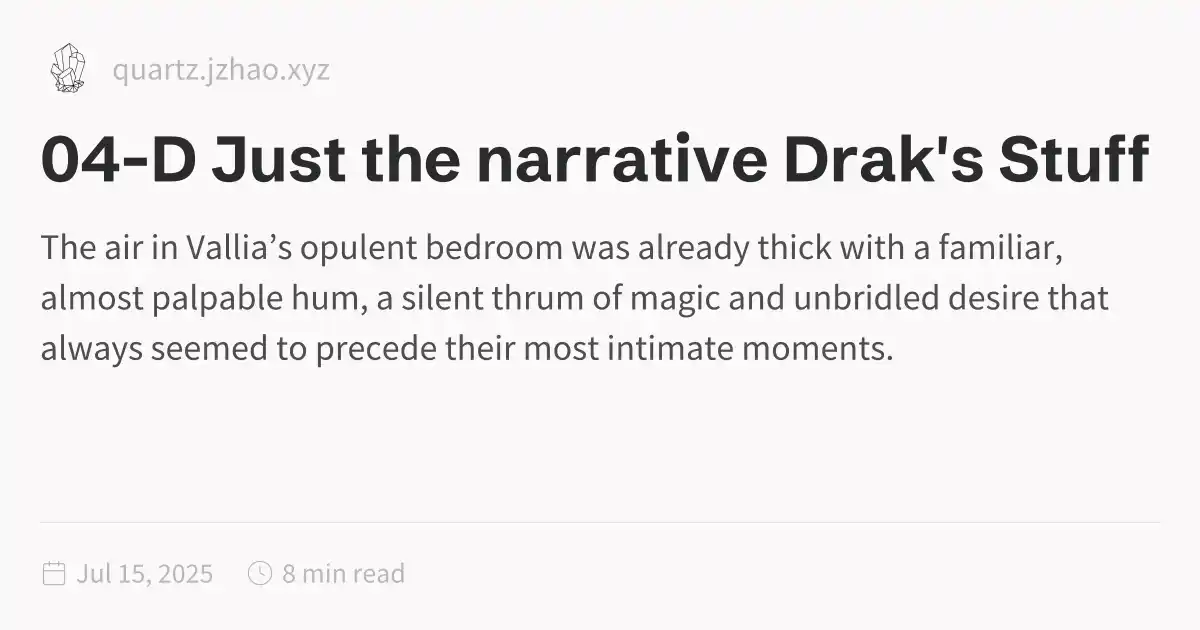 quartz.jzhao.xyz
04-D Just the narrative Drak's Stuff
The air in Vallia’s opulent bedroom was already thick with a familiar,
almost palpable hum, a silent thrum of magic and unbridled desire that
always seemed to precede their most intimate moments.
Jul 15, 2025 8 min read